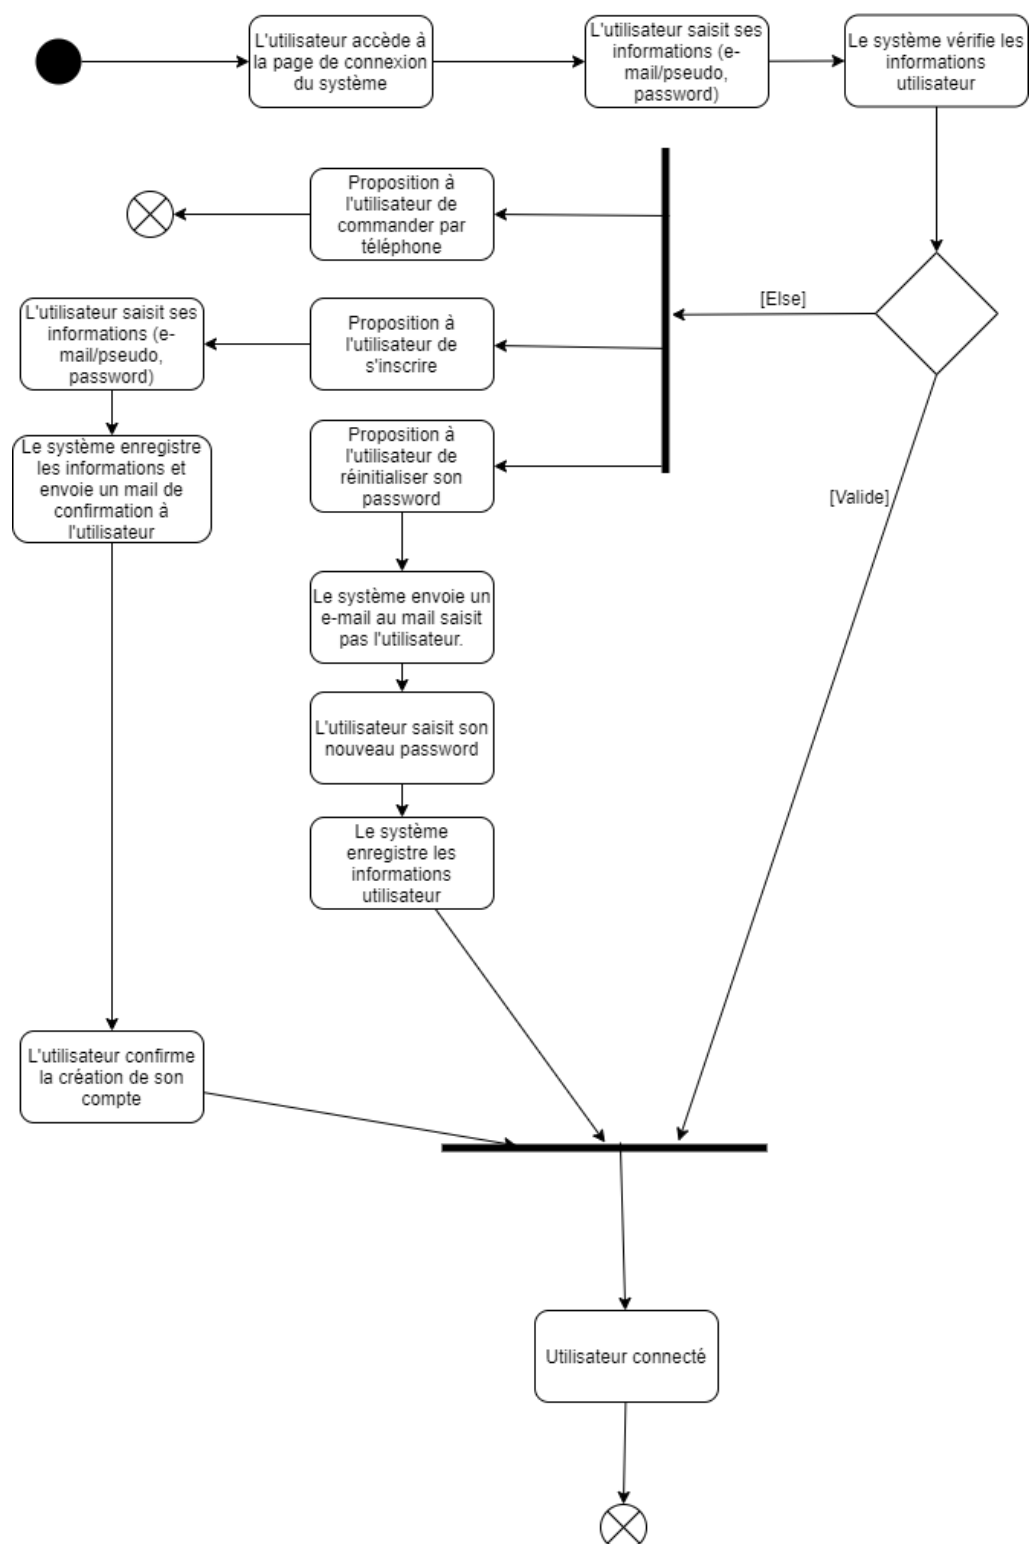 L'utilisateur accède à
la page de connexion
du système
L'utilisateur saisit ses
informations (e-
mail/pseudo,
password)
Le système vérifie les
informations
utilisateur
Proposition à
l'utilisateur de
commander par
téléphone
[Else]
L'utilisateur saisit ses
informations (e-
mail/pseudo,
password)
Proposition à
l'utilisateur de
s'inscrire
Le système enregistre
les informations et
envoie un mail de
confirmation à
l'utilisateur
Proposition à
l'utilisateur de
réinitialiser son
password
[Valide]
Le système envoie un
e-mail au mail saisit
pas l'utilisateur.
L'utilisateur saisit son
nouveau password
Le système
enregistre les
informations
utilisateur
L'utilisateur confirme
la création de son
compte
Utilisateur connecté